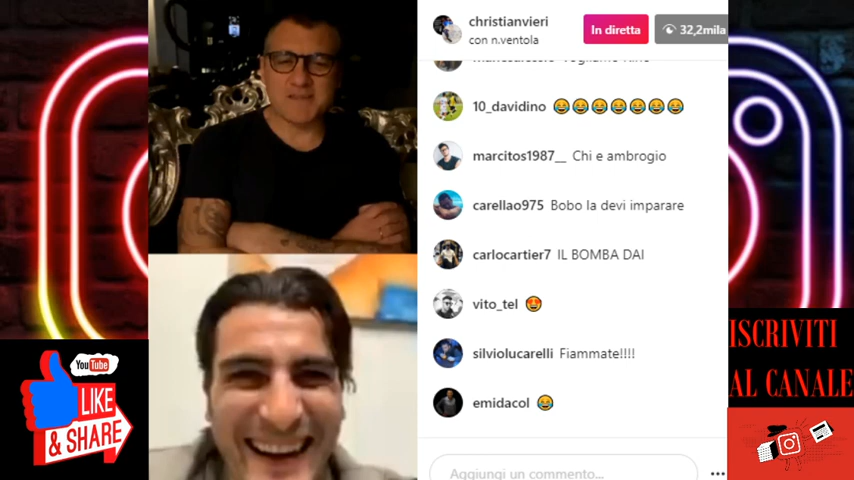 christianvieri
con n.ventola
In diretta
32,2mila
10_davidino 😂😂😂😂😂😂😂
marcitos1987__ Chi e ambrogio
carellao975 Bobo la devi imparare
carlocartier7 IL BOMBA DAI
vito_tel 😍
silviolucarelli Fiammate!!!!
emidacol 😂
Aggiungi un commento...
YouTube
LIKE
& SHARE
ISCRIVITI
AL CANALE